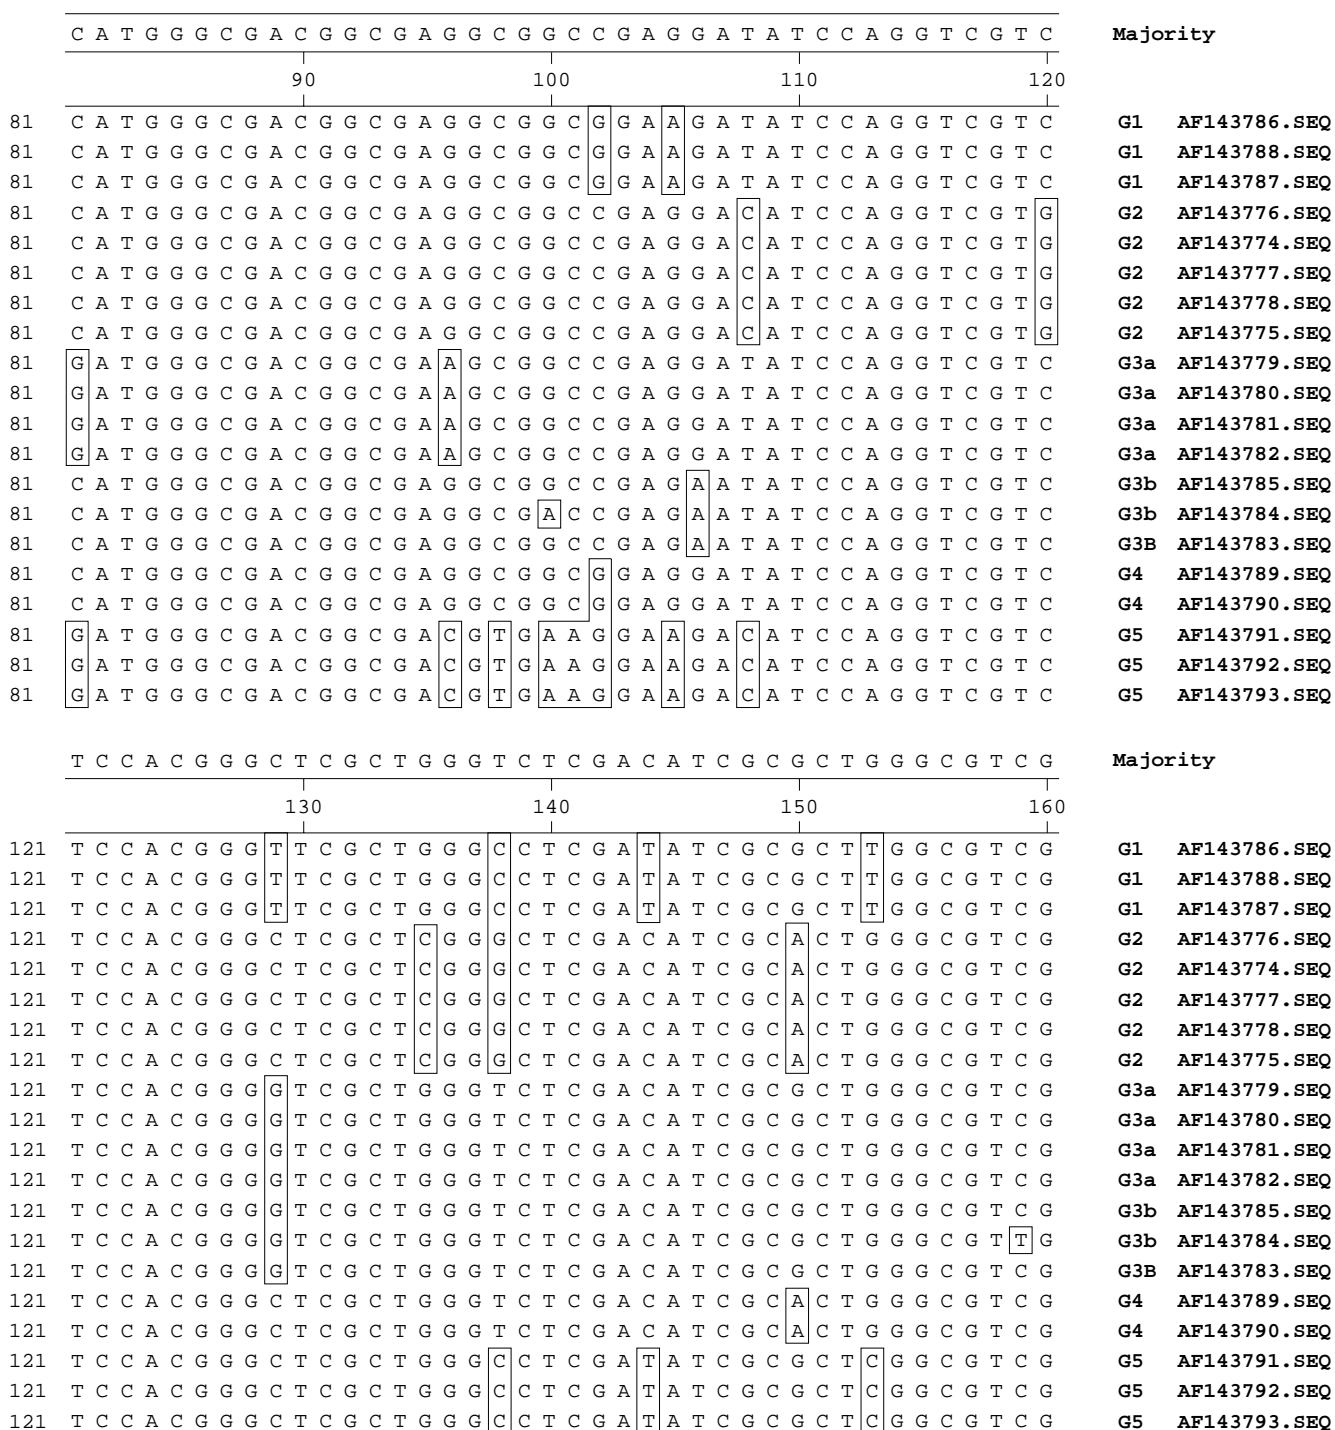 C A T G G G C G A C G G C G A G G C G G C C G A G G A T A T C C A G G T C G T C Majority
90 100 110 120
81 C A T G G G C G A C G G C G A G G C G G C G G A A G A T A T C C A G G T C G T C G1 AF143786.SEQ
81 C A T G G G C G A C G G C G A G G C G G C G G A A G A T A T C C A G G T C G T C G1 AF143788.SEQ
81 C A T G G G C G A C G G C G A G G C G G C G G A A G A T A T C C A G G T C G T C G1 AF143787.SEQ
81 C A T G G G C G A C G G C G A G G C G G C C G A G G A C A T C C A G G T C G T G G2 AF143776.SEQ
81 C A T G G G C G A C G G C G A G G C G G C C G A G G A C A T C C A G G T C G T G G2 AF143774.SEQ
81 C A T G G G C G A C G G C G A G G C G G C C G A G G A C A T C C A G G T C G T G G2 AF143777.SEQ
81 C A T G G G C G A C G G C G A G G C G G C C G A G G A C A T C C A G G T C G T G G2 AF143778.SEQ
81 C A T G G G C G A C G G C G A G G C G G C C G A G G A C A T C C A G G T C G T G G2 AF143775.SEQ
81 G A T G G G C G A C G G C G A A G C G G C C G A G G A T A T C C A G G T C G T C G3a AF143779.SEQ
81 G A T G G G C G A C G G C G A A G C G G C C G A G G A T A T C C A G G T C G T C G3a AF143780.SEQ
81 G A T G G G C G A C G G C G A A G C G G C C G A G G A T A T C C A G G T C G T C G3a AF143781.SEQ
81 G A T G G G C G A C G G C G A A G C G G C C G A G G A T A T C C A G G T C G T C G3a AF143782.SEQ
81 C A T G G G C G A C G G C G A G G C G G C C G A G A A T A T C C A G G T C G T C G3b AF143785.SEQ
81 C A T G G G C G A C G G C G A G G C G A C C G A G A A T A T C C A G G T C G T C G3b AF143784.SEQ
81 C A T G G G C G A C G G C G A G G C G G C C G A G A A T A T C C A G G T C G T C G3B AF143783.SEQ
81 C A T G G G C G A C G G C G A G G C G G C G G A G G A T A T C C A G G T C G T C G4 AF143789.SEQ
81 C A T G G G C G A C G G C G A G G C G G C G G A G G A T A T C C A G G T C G T C G4 AF143790.SEQ
81 G A T G G G C G A C G G C G A C G T G A A G G A A G A C A T C C A G G T C G T C G5 AF143791.SEQ
81 G A T G G G C G A C G G C G A C G T G A A G G A A G A C A T C C A G G T C G T C G5 AF143792.SEQ
81 G A T G G G C G A C G G C G A C G T G A A G G A A G A C A T C C A G G T C G T C G5 AF143793.SEQ
T C C A C G G G C T C G C T G G G T C T C G A C A T C G C G C T G G G C G T C G Majority
130 140 150 160
121 T C C A C G G G T T C G C T G G G C C T C G A T A T C G C G C T T G G C G T C G G1 AF143786.SEQ
121 T C C A C G G G T T C G C T G G G C C T C G A T A T C G C G C T T G G C G T C G G1 AF143788.SEQ
121 T C C A C G G G T T C G C T G G G C C T C G A T A T C G C G C T T G G C G T C G G1 AF143787.SEQ
121 T C C A C G G G C T C G C T C G G G C T C G A C A T C G C A C T G G G C G T C G G2 AF143776.SEQ
121 T C C A C G G G C T C G C T C G G G C T C G A C A T C G C A C T G G G C G T C G G2 AF143774.SEQ
121 T C C A C G G G C T C G C T C G G G C T C G A C A T C G C A C T G G G C G T C G G2 AF143777.SEQ
121 T C C A C G G G C T C G C T C G G G C T C G A C A T C G C A C T G G G C G T C G G2 AF143778.SEQ
121 T C C A C G G G C T C G C T C G G G C T C G A C A T C G C A C T G G G C G T C G G2 AF143775.SEQ
121 T C C A C G G G G T C G C T G G G T C T C G A C A T C G C G C T G G G C G T C G G3a AF143779.SEQ
121 T C C A C G G G G T C G C T G G G T C T C G A C A T C G C G C T G G G C G T C G G3a AF143780.SEQ
121 T C C A C G G G G T C G C T G G G T C T C G A C A T C G C G C T G G G C G T C G G3a AF143781.SEQ
121 T C C A C G G G G T C G C T G G G T C T C G A C A T C G C G C T G G G C G T C G G3a AF143782.SEQ
121 T C C A C G G G G T C G C T G G G T C T C G A C A T C G C G C T G G G C G T C G G3b AF143785.SEQ
121 T C C A C G G G G T C G C T G G G T C T C G A C A T C G C G C T G G G C G T T G G3b AF143784.SEQ
121 T C C A C G G G G T C G C T G G G T C T C G A C A T C G C G C T G G G C G T C G G3B AF143783.SEQ
121 T C C A C G G G C T C G C T G G G T C T C G A C A T C G C A C T G G G C G T C G G4 AF143789.SEQ
121 T C C A C G G G C T C G C T G G G T C T C G A C A T C G C A C T G G G C G T C G G4 AF143790.SEQ
121 T C C A C G G G C T C G C T G G G C C T C G A T A T C G C G C T C G G C G T C G G5 AF143791.SEQ
121 T C C A C G G G C T C G C T G G G C C T C G A T A T C G C G C T C G G C G T C G G5 AF143792.SEQ
121 T C C A C G G G C T C G C T G G G C C T C G A T A T C G C G C T C G G C G T C G G5 AF143793.SEQ